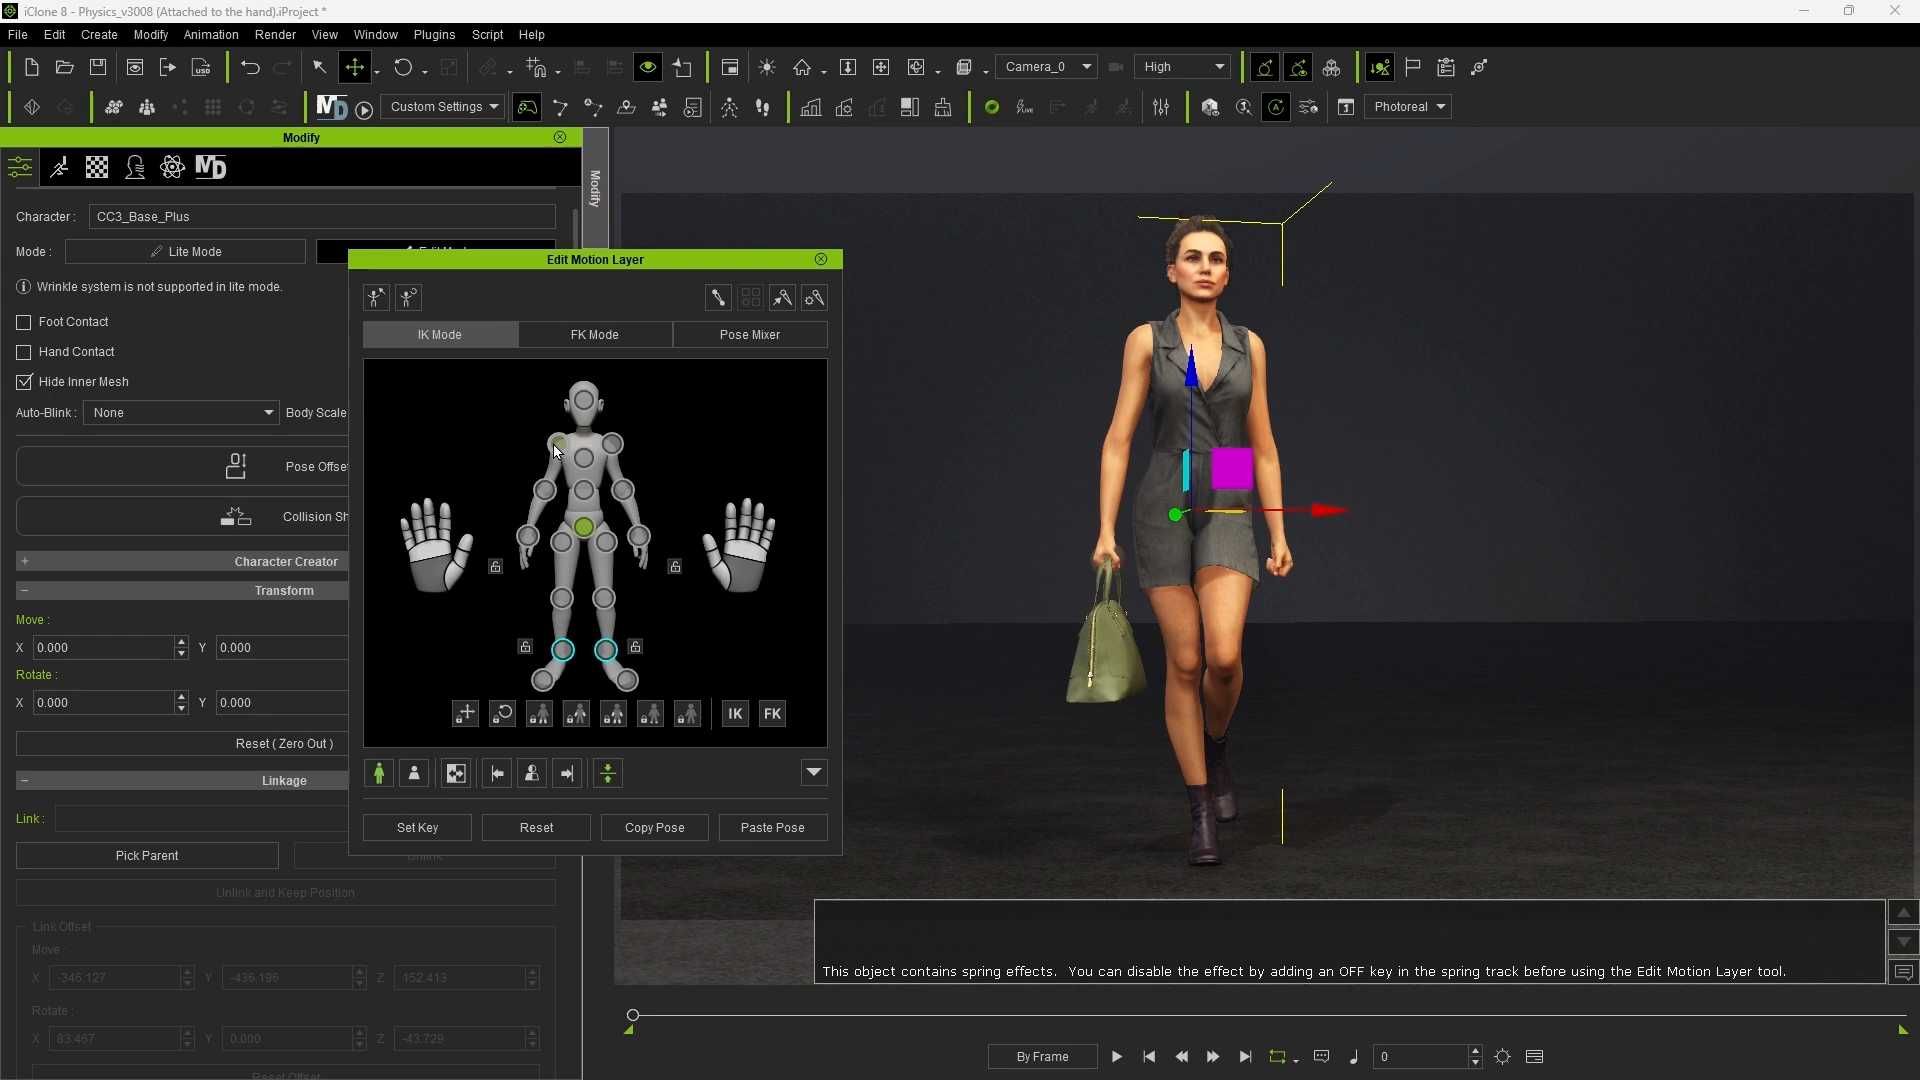 iClone 8 - Physics_v3008 (Attached to the hand).iProject *
File Edit Create Modify Animation Render View Window Plugins Script Help
USD
Camera_0
High
MD
Custom Settings
LIVE
A
Photoreal
Modify
Modify
MD
Character : CC3_Base_Plus
Mode : Lite Mode
Wrinkle system is not supported in lite mode.
Foot Contact
Hand Contact
Hide Inner Mesh
Auto-Blink : None Body Scale
Pose Offset
Collision Sh
+ Character Creator
- Transform
Move :
X 0.000 Y 0.000
Rotate :
X 0.000 Y 0.000
Reset ( Zero Out )
- Linkage
Link :
Pick Parent
Unlink and Keep Position
Link Offset
Move :
X -346.127 Y -436.196 Z 152.413
Rotate :
X 83.467 Y 0.000 Z -43.729
Reset Offset
Edit Motion Layer
IK Mode FK Mode Pose Mixer
IK FK
Set Key Reset Copy Pose Paste Pose
This object contains spring effects.  You can disable the effect by adding an OFF key in the spring track before using the Edit Motion Layer tool.
By Frame
0